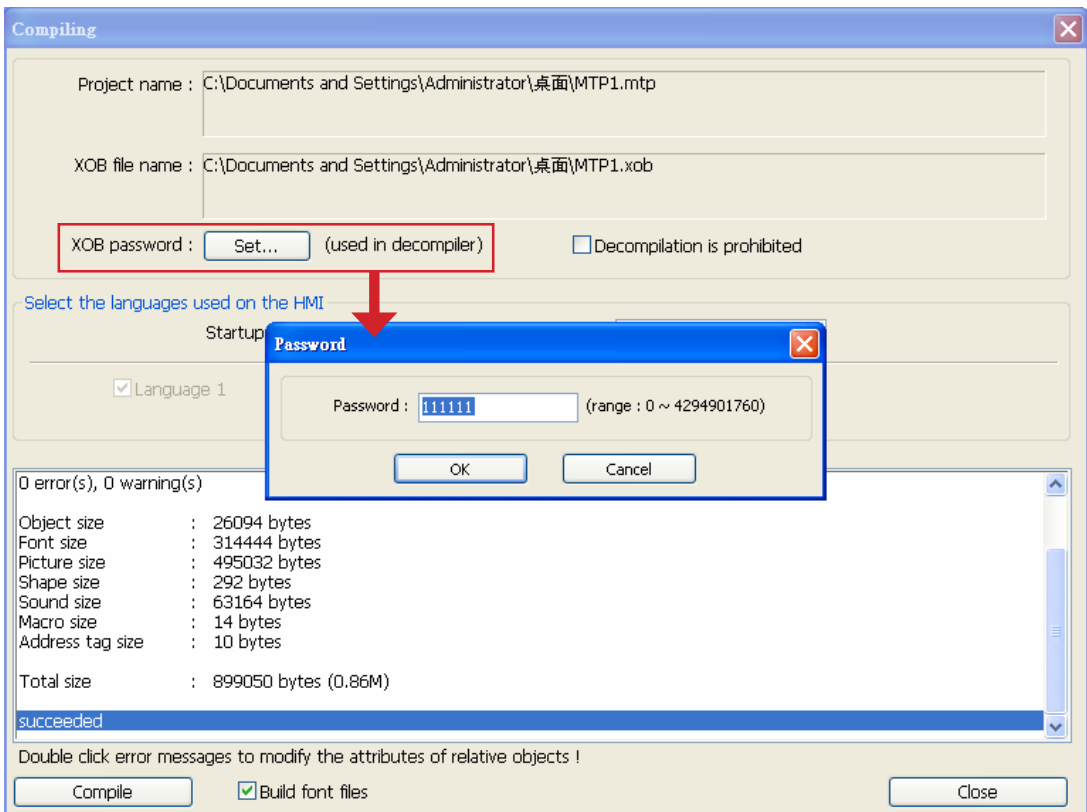 Compiling
Project name : C:\Documents and Settings\Administrator\桌面\MTP1.mtp
XOB file name : C:\Documents and Settings\Administrator\桌面\MTP1.xob
XOB password : Set... (used in decompiler) Decompilation is prohibited
Select the languages used on the HMI
Startup
Password
Language 1
Password : 111111 (range : 0 ~ 4294901760)
OK Cancel
0 error(s), 0 warning(s)
Object size : 26094 bytes
Font size : 314444 bytes
Picture size : 495032 bytes
Shape size : 292 bytes
Sound size : 63164 bytes
Macro size : 14 bytes
Address tag size : 10 bytes
Total size : 899050 bytes (0.86M)
succeeded
Double click error messages to modify the attributes of relative objects !
Compile Build font files Close